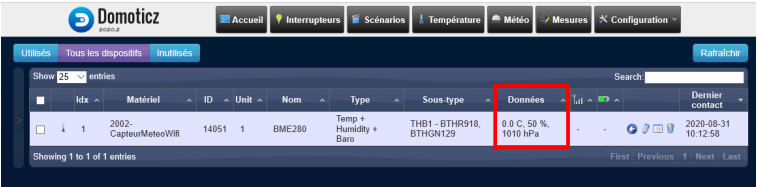 Domoticz
2020.2
Accueil Interrupteurs Scénarios Température Météo Mesures Configuration
Utilisés Tous les dispositifs Inutilisés Rafraîchir
Show 25 entries Search:
Idx Matériel ID Unit Nom Type Sous-type Données Dernier contact
1 2002-CapteurMeteoWifi 14051 1 BME280 Temp + Humidity + Baro THB1 - BTHR918, BTHGN129 0.0 C, 50 %, 1010 hPa - - 2020-08-31 10:12:58
Showing 1 to 1 of 1 entries First Previous 1 Next Last